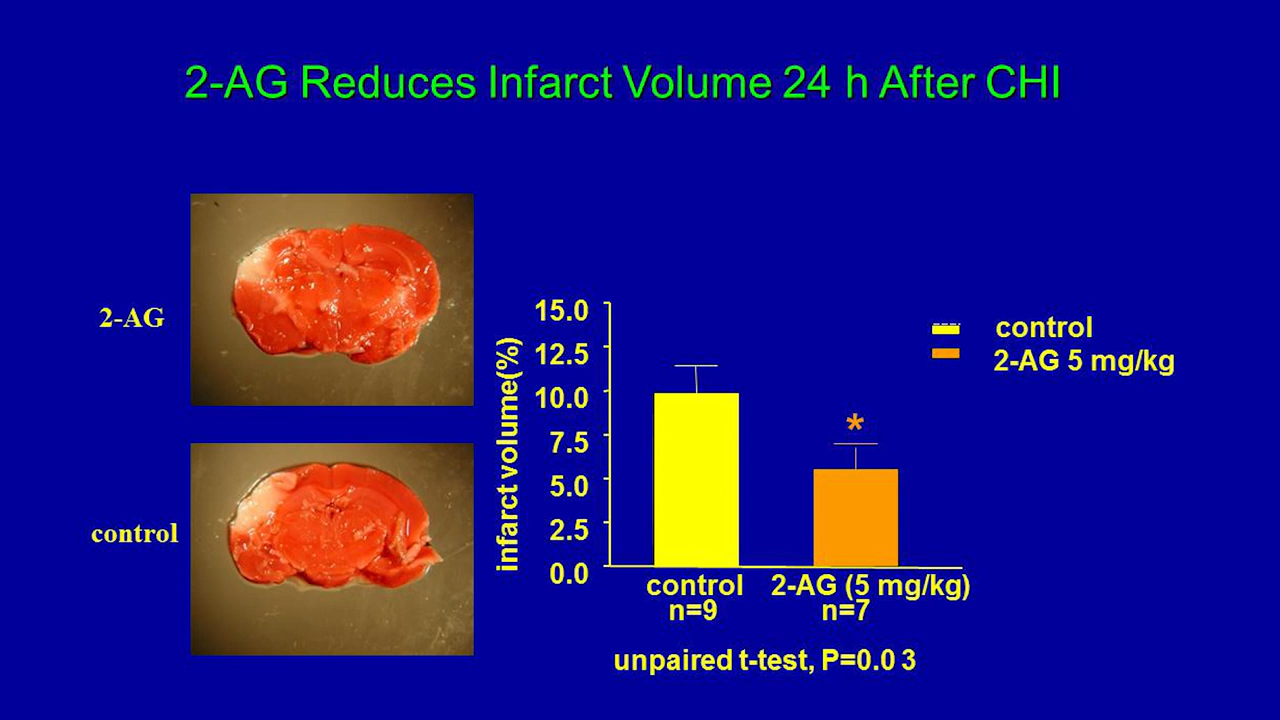 2-AG Reduces Infarct Volume 24 h After CHI
2-AG
control
infarct volume(%)
15.0
12.5
10.0
7.5
5.0
2.5
0.0
*
control
n=9
2-AG (5 mg/kg)
n=7
control
2-AG 5 mg/kg
unpaired t-test, P=0.0 3